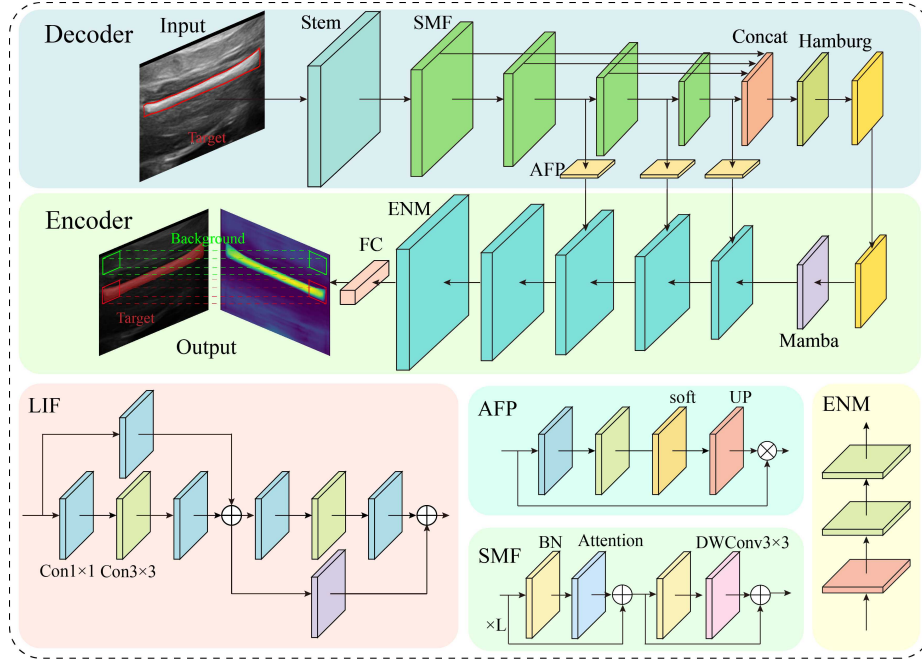 Decoder
Input
Stem
SMF
Concat
Hamburg
Target
AFP
Encoder
ENM
Background
FC
Target
Output
Mamba
LIF
Con1×1 Con3×3
AFP
soft
UP
SMF
BN
Attention
DWConv3×3
×L
ENM